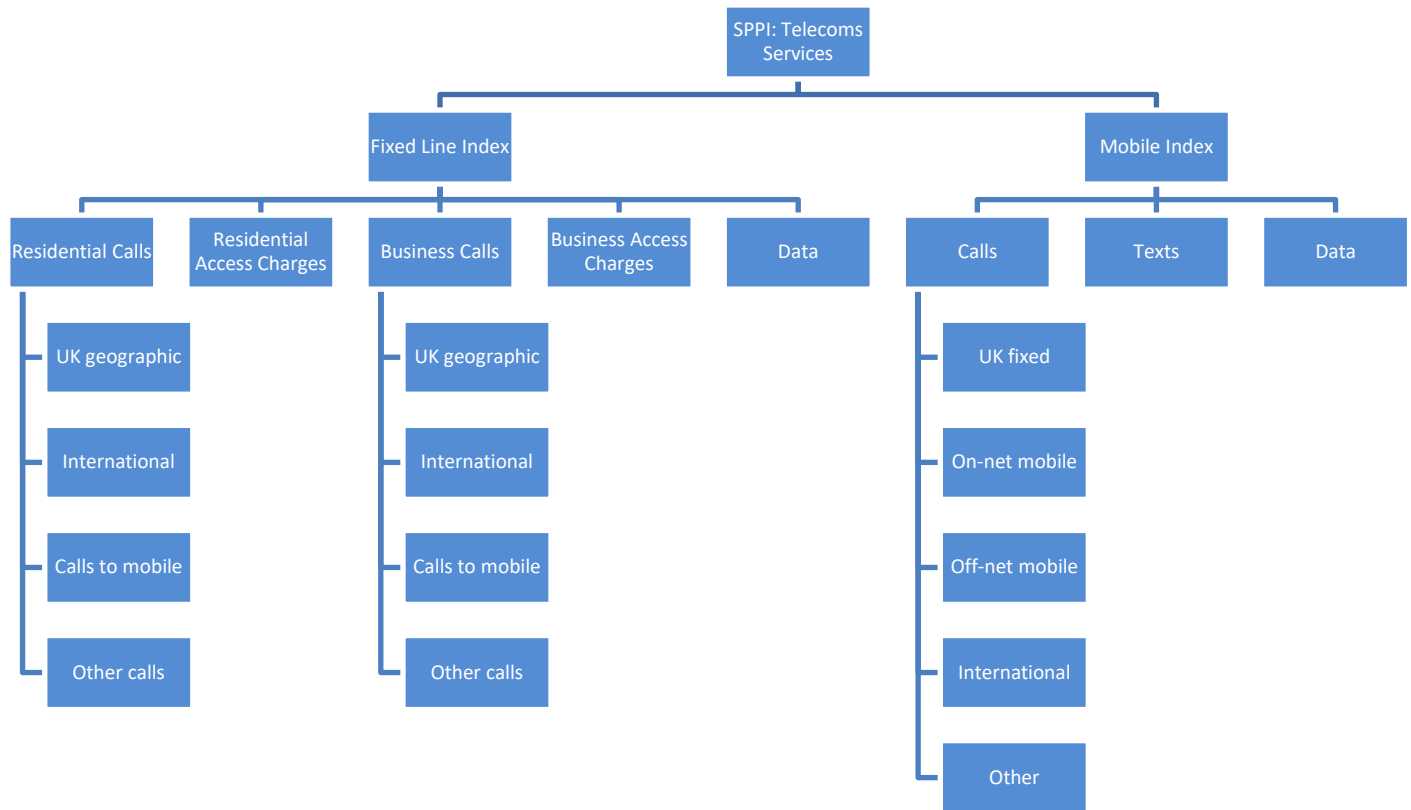 SPPI: Telecoms
Services
Fixed Line Index
Mobile Index
Residential Calls
Residential
Access Charges
Business Calls
Business Access
Charges
Data
Calls
Texts
Data
UK geographic
UK geographic
UK fixed
International
International
On-net mobile
Calls to mobile
Calls to mobile
Off-net mobile
Other calls
Other calls
International
Other